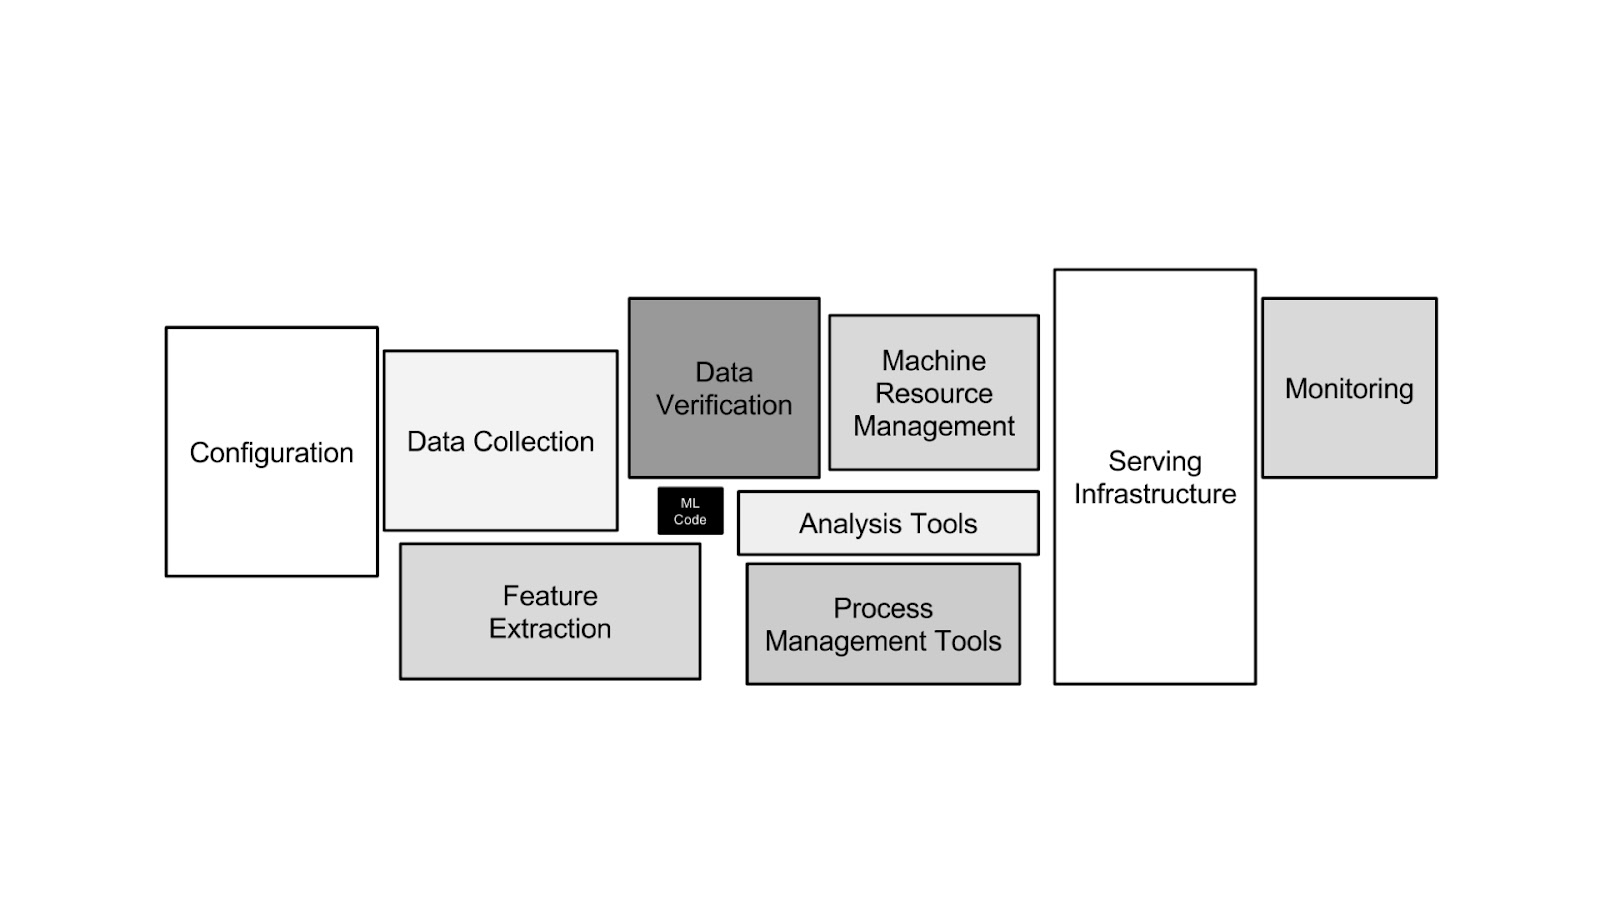 Configuration
Data Collection
Data
Verification
Machine
Resource
Management
Serving
Infrastructure
Monitoring
ML
Code
Analysis Tools
Feature
Extraction
Process
Management Tools